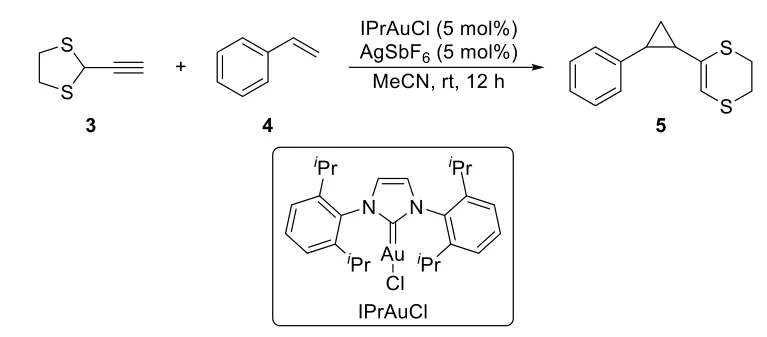 IPrAuCl (5 mol%)
AgSbF6 (5 mol%)
MeCN, rt, 12 h
S
S
+
S
S
3
4
5
iPr
iPr
N
N
iPr
Au
iPr
Cl
IPrAuCl